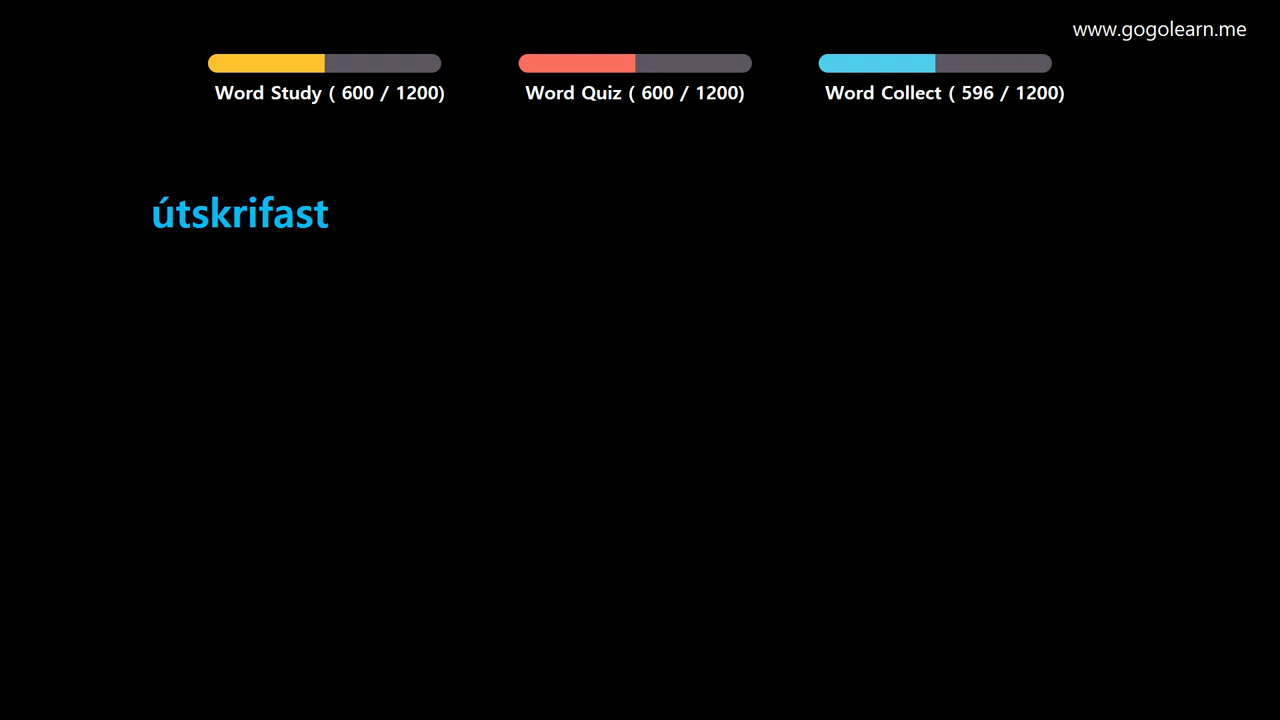 www.gogolearn.me
Word Study ( 600 / 1200)
Word Quiz ( 600 / 1200)
Word Collect ( 596 / 1200)
útskrifast